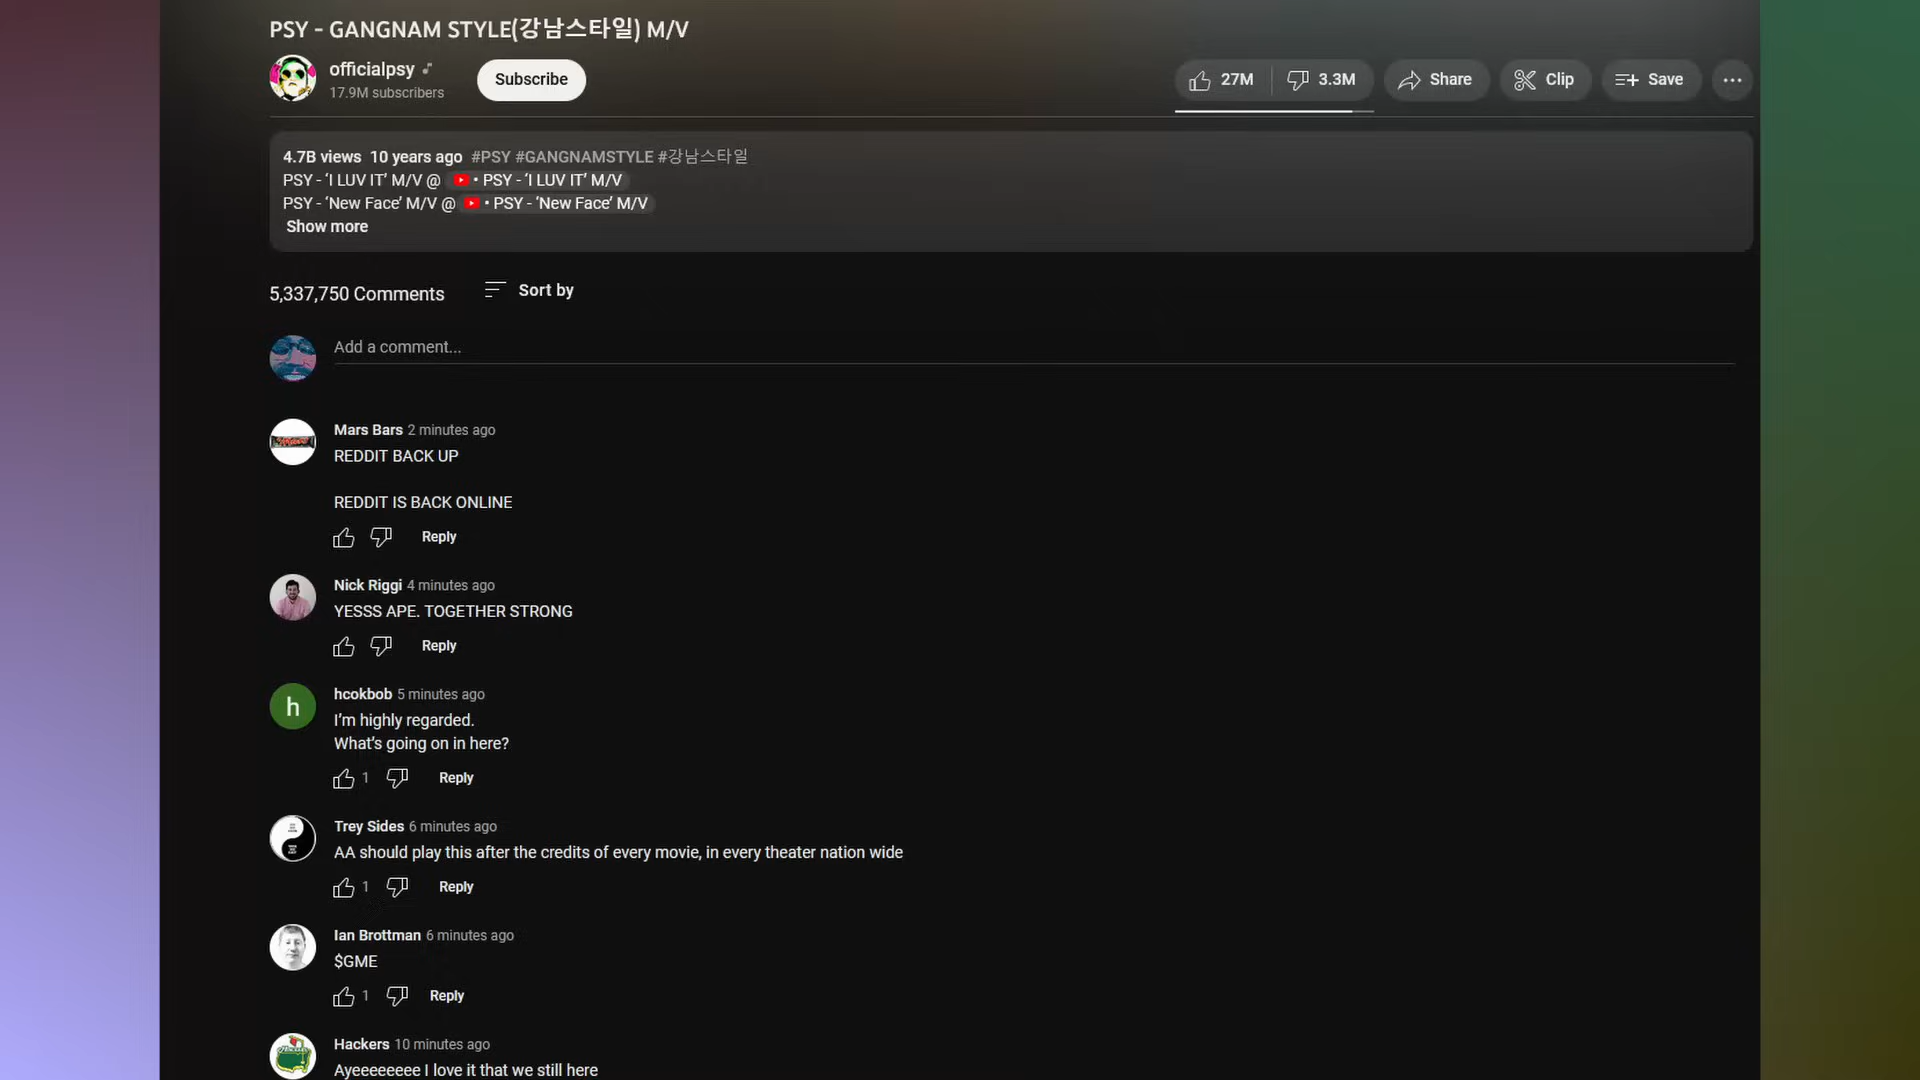 PSY - GANGNAM STYLE(강남스타일) M/V
officialpsy
17.9M subscribers
Subscribe
27M
3.3M
Share
Clip
Save
4.7B views 10 years ago #PSY #GANGNAMSTYLE #강남스타일
PSY - ‘I LUV IT’ M/V @ • PSY - ‘I LUV IT’ M/V
PSY - ‘New Face’ M/V @ • PSY - ‘New Face’ M/V
Show more
5,337,750 Comments
Sort by
Add a comment...
Mars Bars 2 minutes ago
REDDIT BACK UP
REDDIT IS BACK ONLINE
Reply
Nick Riggi 4 minutes ago
YESSS APE. TOGETHER STRONG
Reply
h
hcokbob 5 minutes ago
I’m highly regarded.
What’s going on in here?
1
Reply
Trey Sides 6 minutes ago
AA should play this after the credits of every movie, in every theater nation wide
1
Reply
Ian Brottman 6 minutes ago
$GME
1
Reply
Hackers 10 minutes ago
Ayeeeeeeee I love it that we still here